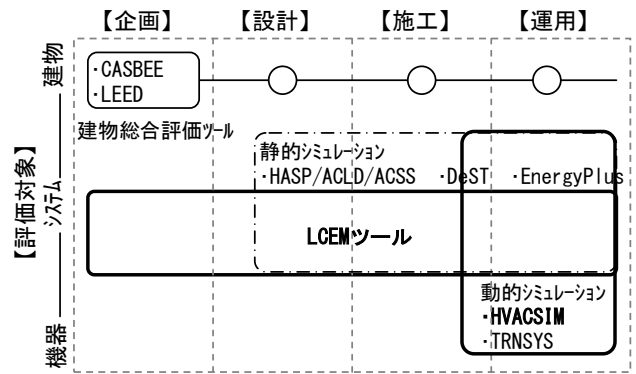 【企画】 【設計】 【施工】 【運用】
建物
・CASBEE
・LEED
建物総合評価ツール
静的シミュレーション
・HASP/ACLD/ACSS ・DeST ・EnergyPlus
【評価対象】
システム
LCEMツール
動的シミュレーション
・HVACSIM
・TRNSYS
機器